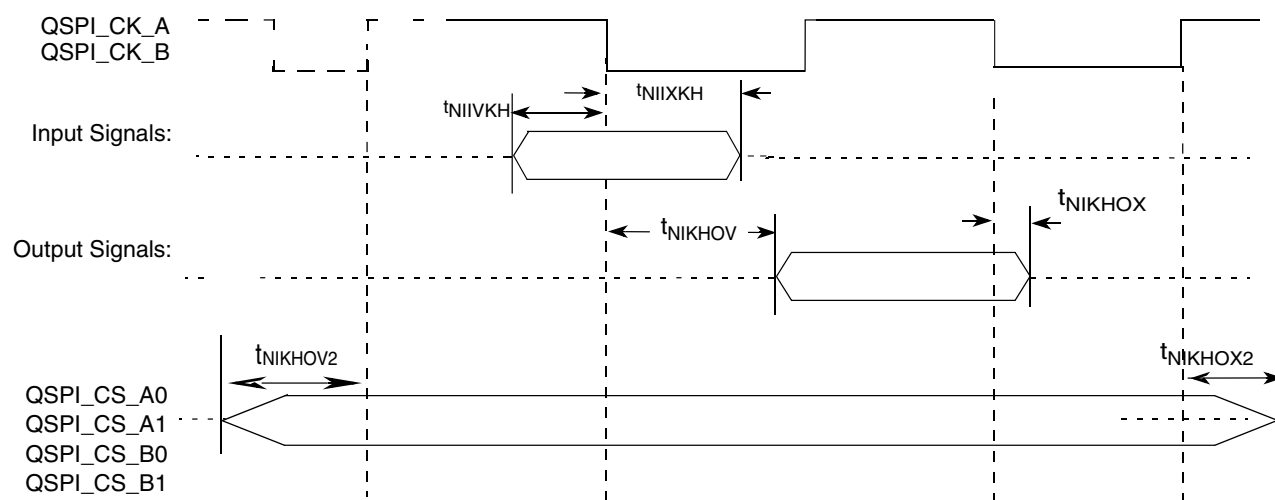 QSPI_CK_A
QSPI_CK_B
tNIIVKH
tNIIXKH
Input Signals:
tNIKHOX
tNIKHOV
Output Signals:
tNIKHOV2
tNIKHOX2
QSPI_CS_A0
QSPI_CS_A1
QSPI_CS_B0
QSPI_CS_B1